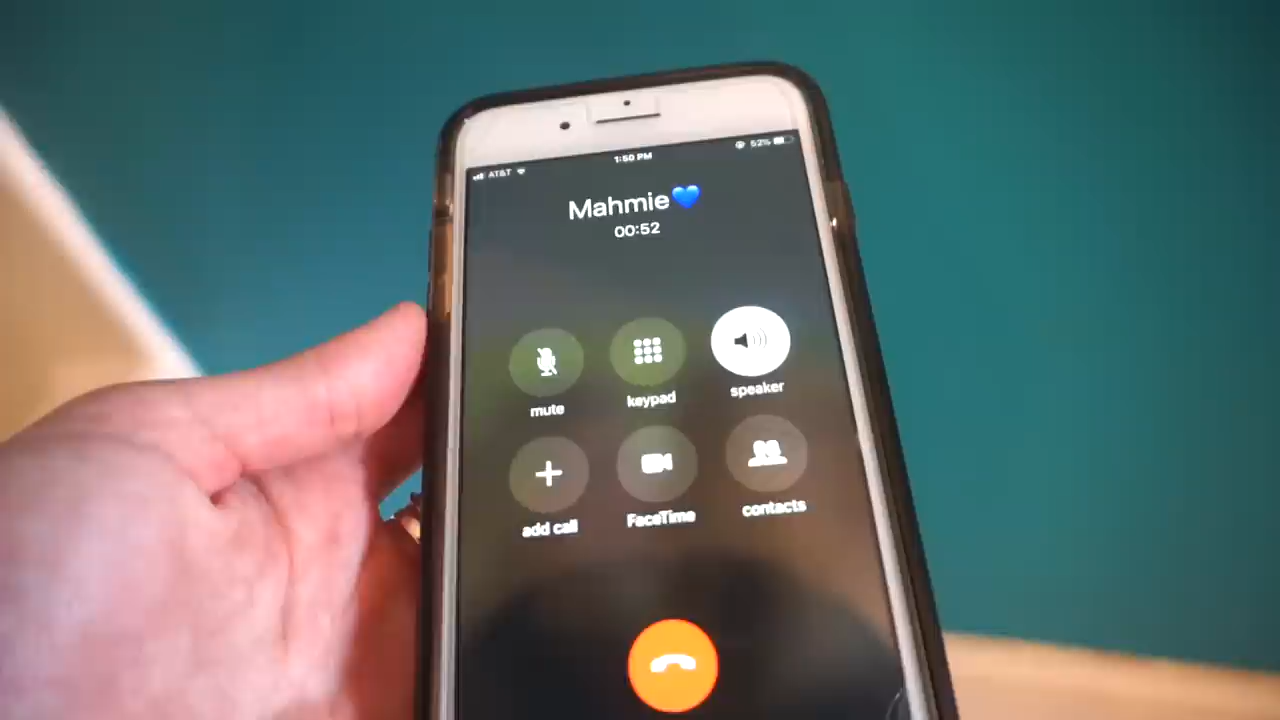 AT&T 1:50 PM 52%
Mahmie💙
00:52
mute keypad speaker
add call FaceTime contacts